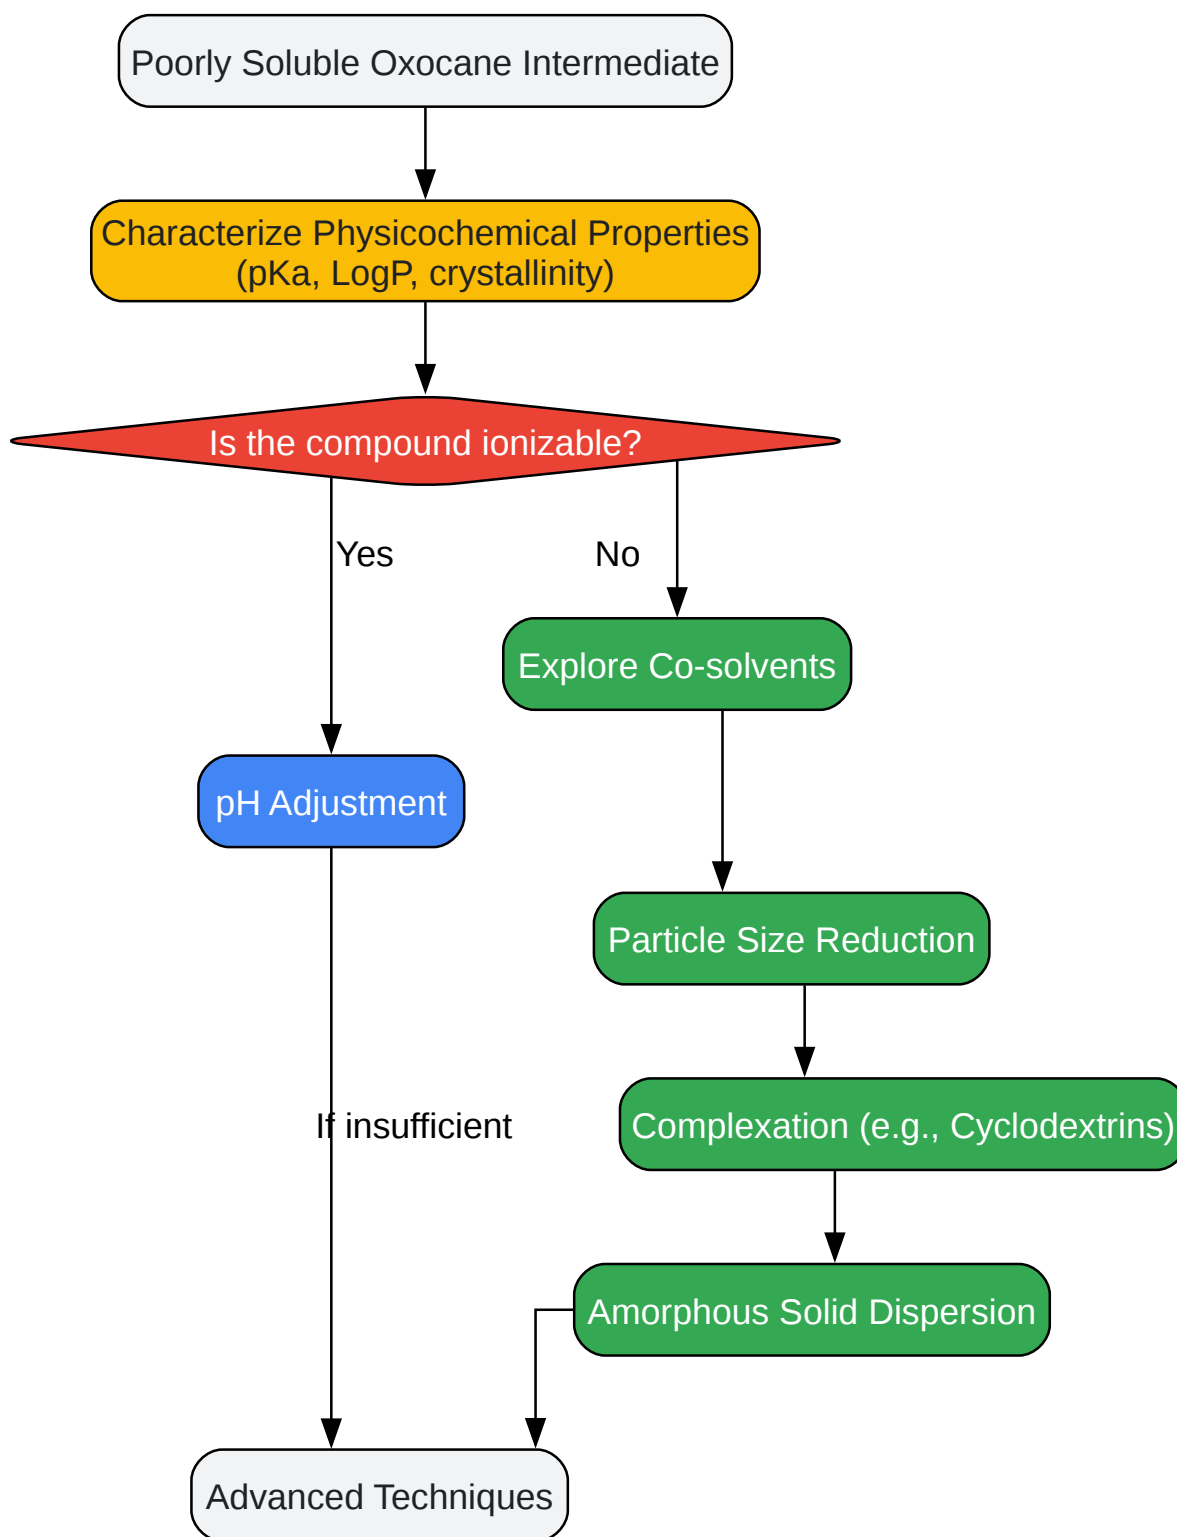 Poorly Soluble Oxocane Intermediate
Characterize Physicochemical Properties
(pKa, LogP, crystallinity)
Is the compound ionizable?
Yes
No
Explore Co-solvents
pH Adjustment
Particle Size Reduction
If insufficient
Complexation (e.g., Cyclodextrins)
Amorphous Solid Dispersion
Advanced Techniques